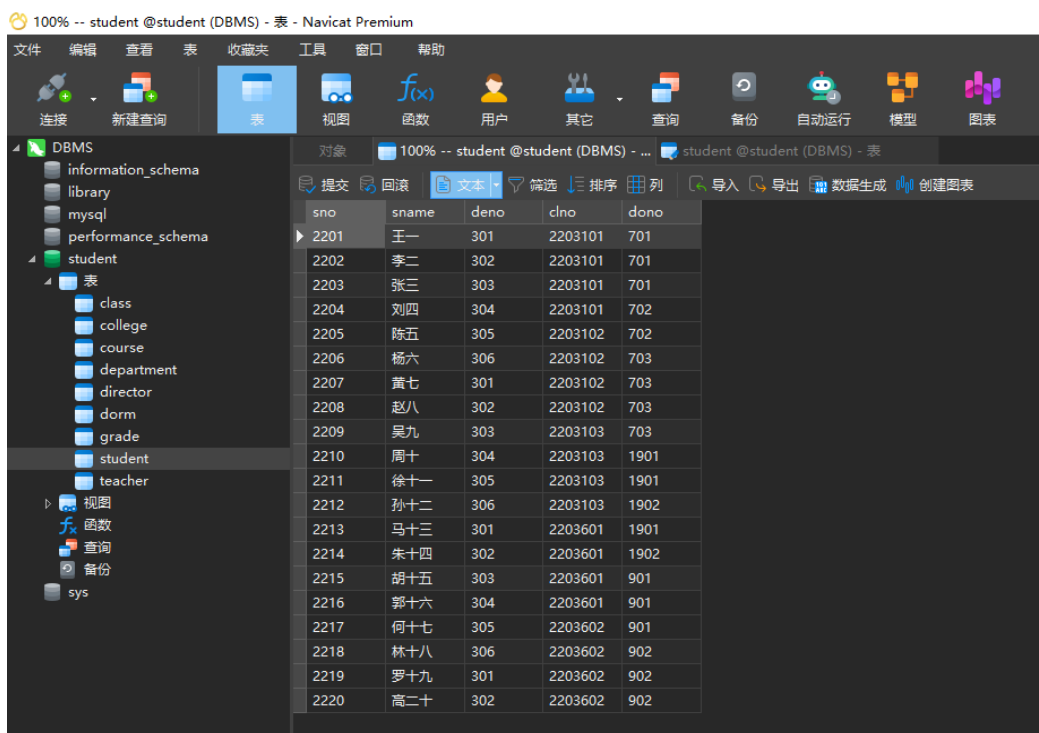 100% -- student @student (DBMS) - 表 - Navicat Premium
文件 编辑 查看 表 收藏夹 工具 窗口 帮助
连接 新建查询 表 视图 函数 用户 其它 查询 备份 自动运行 模型 图表
DBMS
information_schema
library
mysql
performance_schema
student
表
class
college
course
department
director
dorm
grade
student
teacher
视图
函数
查询
备份
sys
对象 100% -- student @student (DBMS) - ... student @student (DBMS) - 表
提交 回滚 文本 筛选 排序 列 导入 导出 数据生成 创建图表
sno sname deno clno dono
2201 王一 301 2203101 701
2202 李二 302 2203101 701
2203 张三 303 2203101 701
2204 刘四 304 2203101 702
2205 陈五 305 2203102 702
2206 杨六 306 2203102 703
2207 黄七 301 2203102 703
2208 赵八 302 2203102 703
2209 吴九 303 2203103 703
2210 周十 304 2203103 1901
2211 徐十一 305 2203103 1901
2212 孙十二 306 2203103 1902
2213 马十三 301 2203601 1901
2214 朱十四 302 2203601 1902
2215 胡十五 303 2203601 901
2216 郭十六 304 2203601 901
2217 何十七 305 2203602 901
2218 林十八 306 2203602 902
2219 罗十九 301 2203602 902
2220 高二十 302 2203602 902